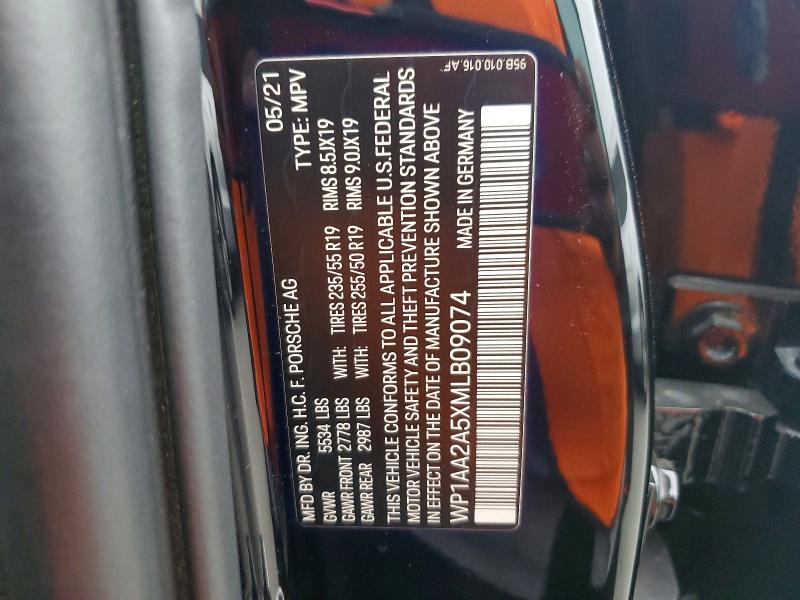 MFD BY DR. ING. H.C. F. PORSCHE AG 05/21
GVWR 5534 LBS TYPE: MPV
GAWR FRONT 2778 LBS WITH: TIRES 235/55 R19 RIMS 8.5JX19
GAWR REAR 2987 LBS WITH: TIRES 255/50 R19 RIMS 9.0JX19
THIS VEHICLE CONFORMS TO ALL APPLICABLE U.S. FEDERAL
MOTOR VEHICLE SAFETY AND THEFT PREVENTION STANDARDS
IN EFFECT ON THE DATE OF MANUFACTURE SHOWN ABOVE
WP1AA2A5XMLB09074 MADE IN GERMANY
95B.010.016.AF